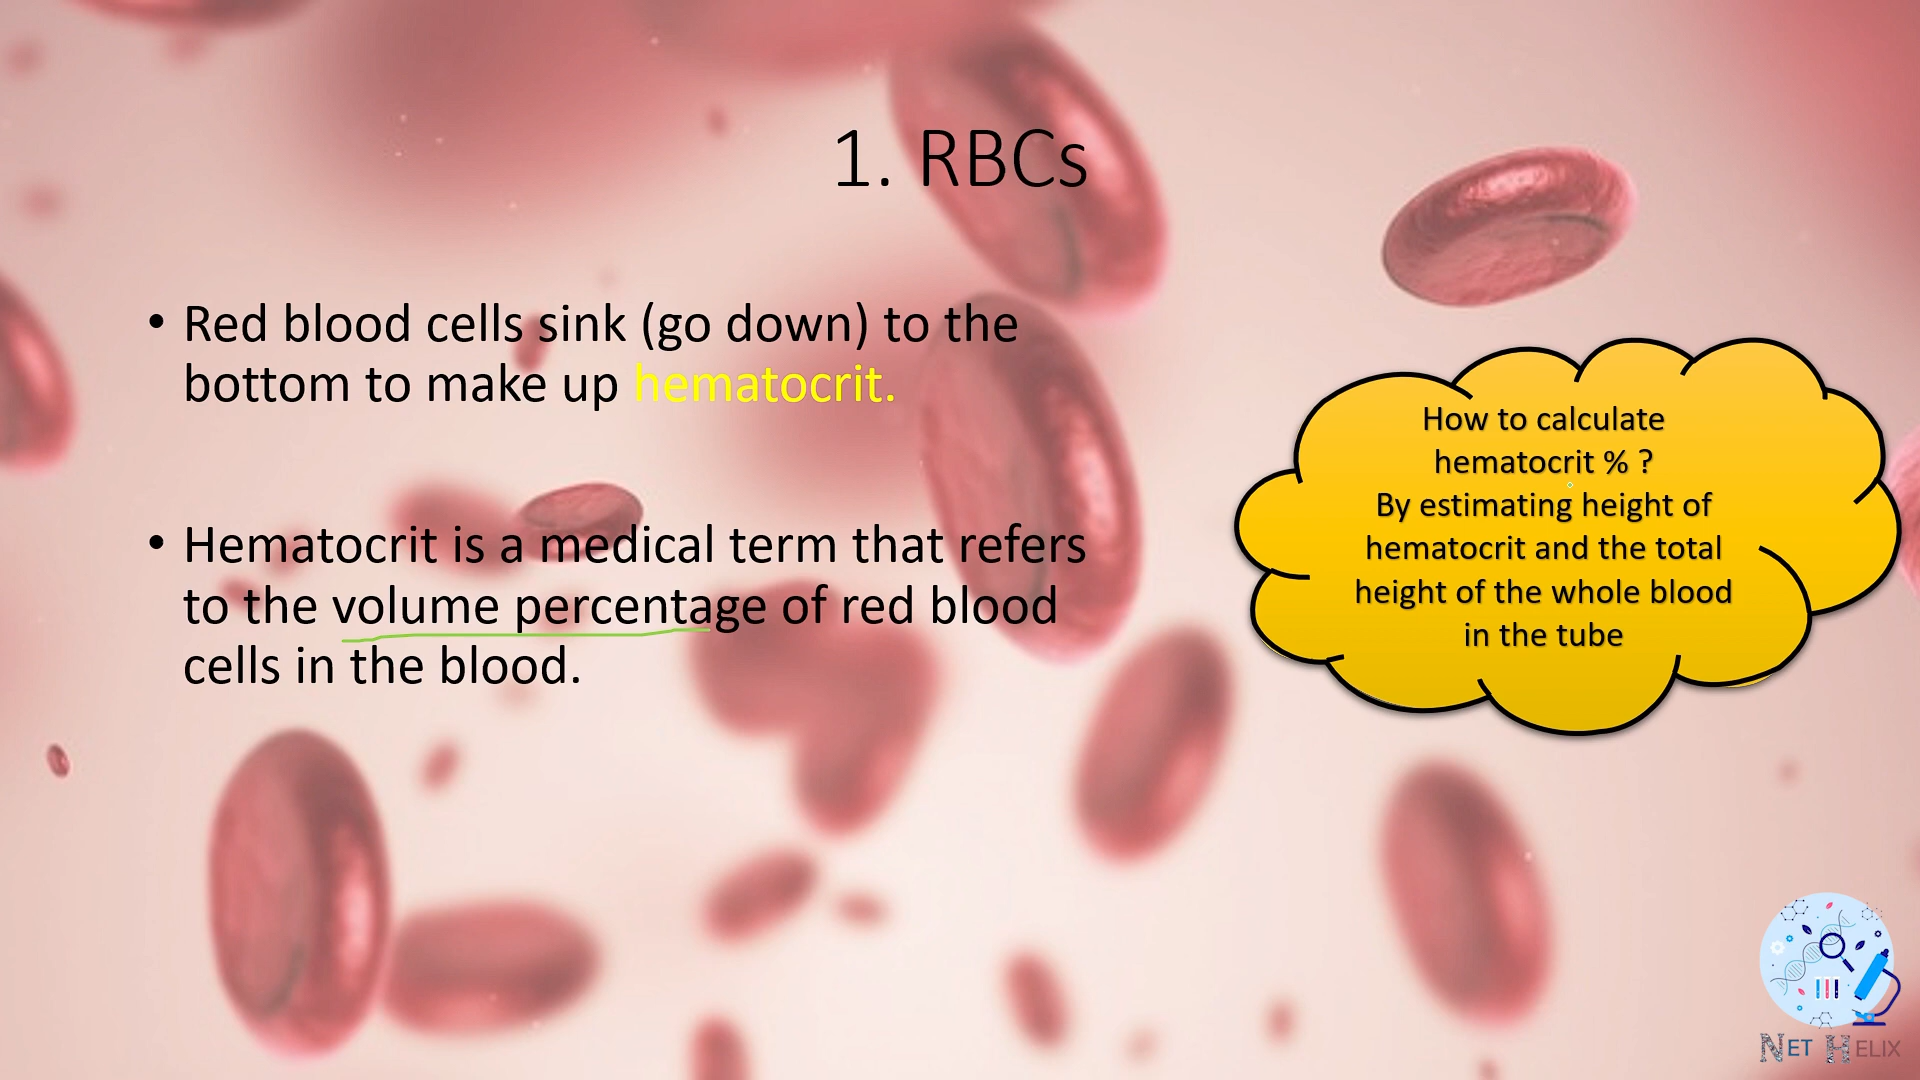 1. RBCs
• Red blood cells sink (go down) to the
bottom to make up hematocrit.
• Hematocrit is a medical term that refers
to the volume percentage of red blood
cells in the blood.
How to calculate
hematocrit % ?
By estimating height of
hematocrit and the total
height of the whole blood
in the tube
NET HELIX